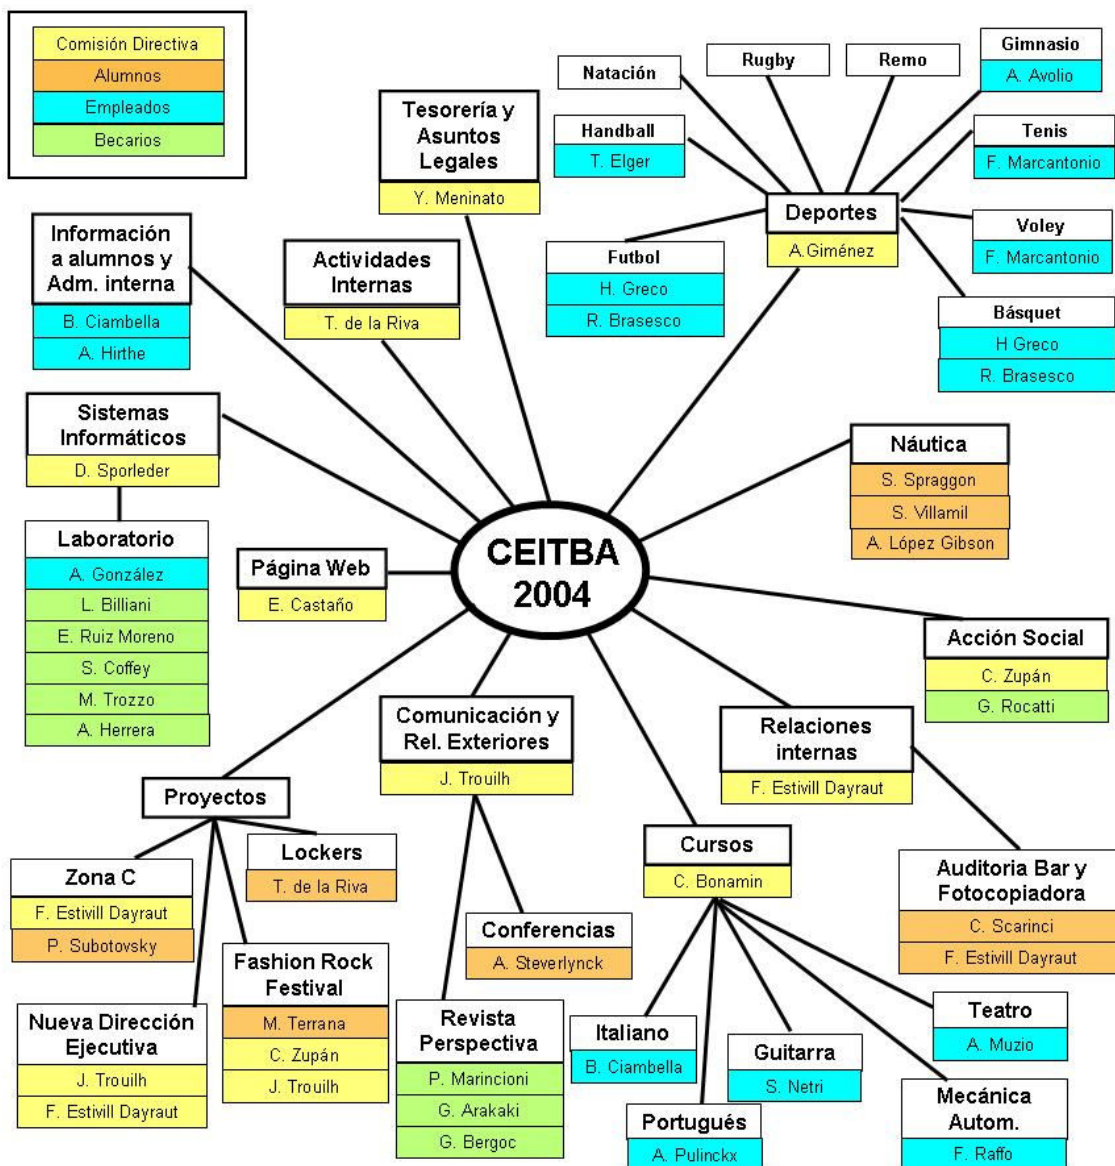 Comisión Directiva
Alumnos
Empleados
Becarios
Tesorería y
Asuntos
Legales
Y. Meninato
Natación
Rugby
Remo
Gimnasio
A. Avolio
Handball
T. Elger
Tenis
F. Marcantonio
Deportes
A.Giménez
Voley
F. Marcantonio
Futbol
H. Greco
R. Brasesco
Básquet
H Greco
R. Brasesco
Información
a alumnos y
Adm. interna
B. Ciambella
A. Hirthe
Actividades
Internas
T. de la Riva
Sistemas
Informáticos
D. Sporleder
Náutica
S. Spraggon
S. Villamil
A. López Gibson
Laboratorio
A. González
L. Billiani
E. Ruiz Moreno
S. Coffey
M. Trozzo
A. Herrera
Página Web
E. Castaño
CEITBA
2004
Acción Social
C. Zupán
G. Rocatti
Comunicación y
Rel. Exteriores
J. Trouilh
Relaciones
internas
F. Estivill Dayraut
Proyectos
Lockers
T. de la Riva
Zona C
F. Estivill Dayraut
P. Subotovsky
Cursos
C. Bonamin
Auditoria Bar y
Fotocopiadora
C. Scarinci
F. Estivill Dayraut
Conferencias
A. Steverlynck
Fashion Rock
Festival
M. Terrana
C. Zupán
J. Trouilh
Nueva Dirección
Ejecutiva
J. Trouilh
F. Estivill Dayraut
Revista
Perspectiva
P. Marincioni
G. Arakaki
G. Bergoc
Italiano
B. Ciambella
Guitarra
S. Netri
Teatro
A. Muzio
Portugués
A. Pulinckx
Mecánica
Autom.
F. Raffo